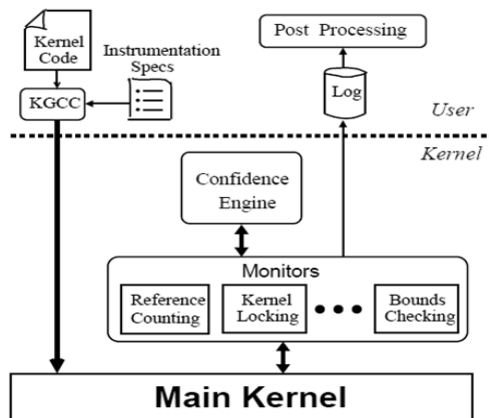 Kernel
Code
Instrumentation
Specs
KGCC
Post Processing
Log
User
Kernel
Confidence
Engine
Monitors
Reference
Counting
Kernel
Locking
Bounds
Checking
Main Kernel